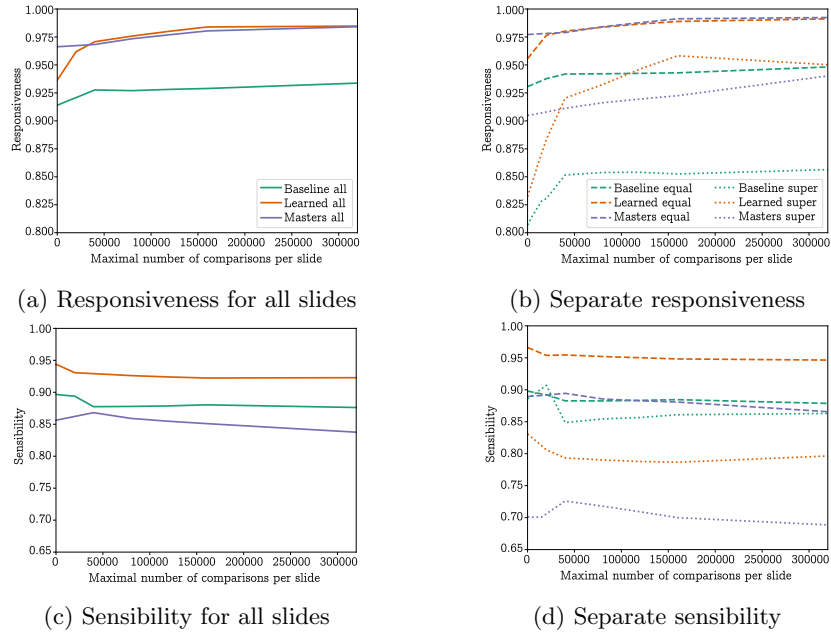 1.000
0.975
0.950
0.925
0.900
0.875
0.850
0.825
0.800
Responsiveness
Baseline all
Learned all
Masters all
0 50000 100000 150000 200000 250000 300000
Maximal number of comparisons per slide
(a) Responsiveness for all slides
1.000
0.975
0.950
0.925
0.900
0.875
0.850
0.825
0.800
Responsiveness
Baseline equal Baseline super
Learned equal Learned super
Masters equal Masters super
0 50000 100000 150000 200000 250000 300000
Maximal number of comparisons per slide
(b) Separate responsiveness
1.00
0.95
0.90
0.85
0.80
0.75
0.70
0.65
Sensibility
0 50000 100000 150000 200000 250000 300000
Maximal number of comparisons per slide
(c) Sensibility for all slides
1.00
0.95
0.90
0.85
0.80
0.75
0.70
0.65
Sensibility
0 50000 100000 150000 200000 250000 300000
Maximal number of comparisons per slide
(d) Separate sensibility